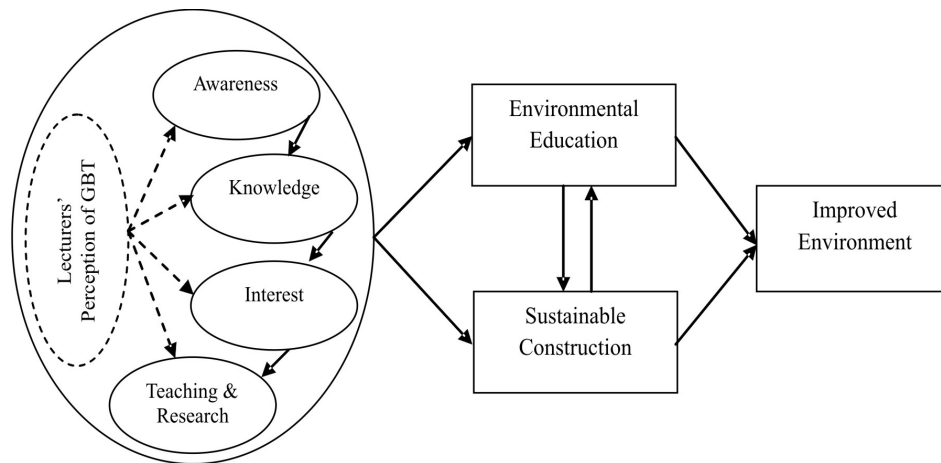 Lecturers'
Perception of GBT
Awareness
Knowledge
Interest
Teaching &
Research
Environmental
Education
Sustainable
Construction
Improved
Environment